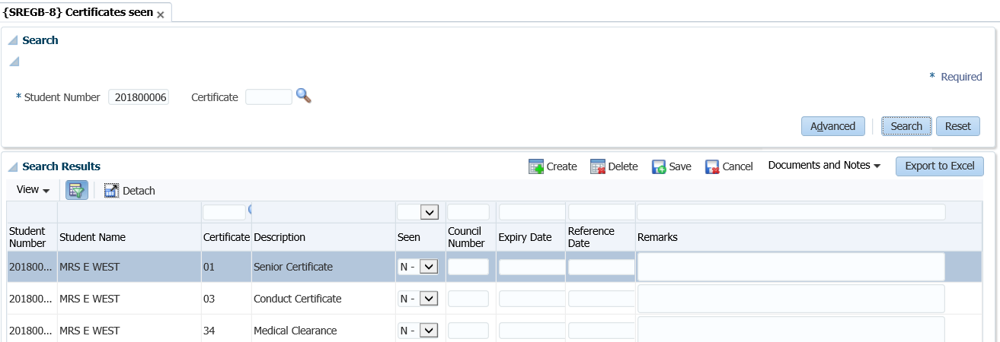 {SREGB-8} Certificates seen
Search
* Required
* Student Number 201800006 Certificate
Advanced Search Reset
Search Results Create Delete Save Cancel Documents and Notes Export to Excel
View Detach
Student Number Student Name Certificate Description Seen Council Number Expiry Date Reference Date Remarks
201800... MRS E WEST 01 Senior Certificate N -
201800... MRS E WEST 03 Conduct Certificate N -
201800... MRS E WEST 34 Medical Clearance N -